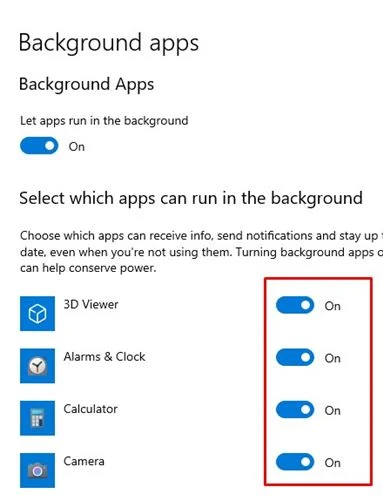 Background apps
Background Apps
Let apps run in the background
On
Select which apps can run in the background
Choose which apps can receive info, send notifications and stay up
date, even when you're not using them. Turning background apps
can help conserve power.
3D Viewer On
Alarms & Clock On
Calculator On
Camera On